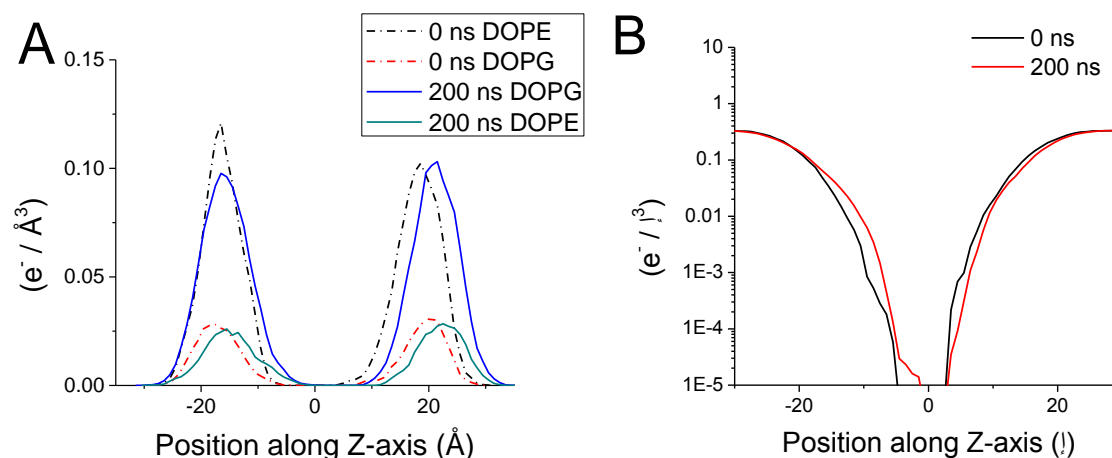 A
0 ns DOPE
0 ns DOPG
200 ns DOPG
200 ns DOPE
0.15
0.10
0.05
0.00
(e⁻ / Å³)
-20
0
20
Position along Z-axis (Å)
B
0 ns
200 ns
10
1
0.1
0.01
1E-3
1E-4
1E-5
-20
0
20
Position along Z-axis